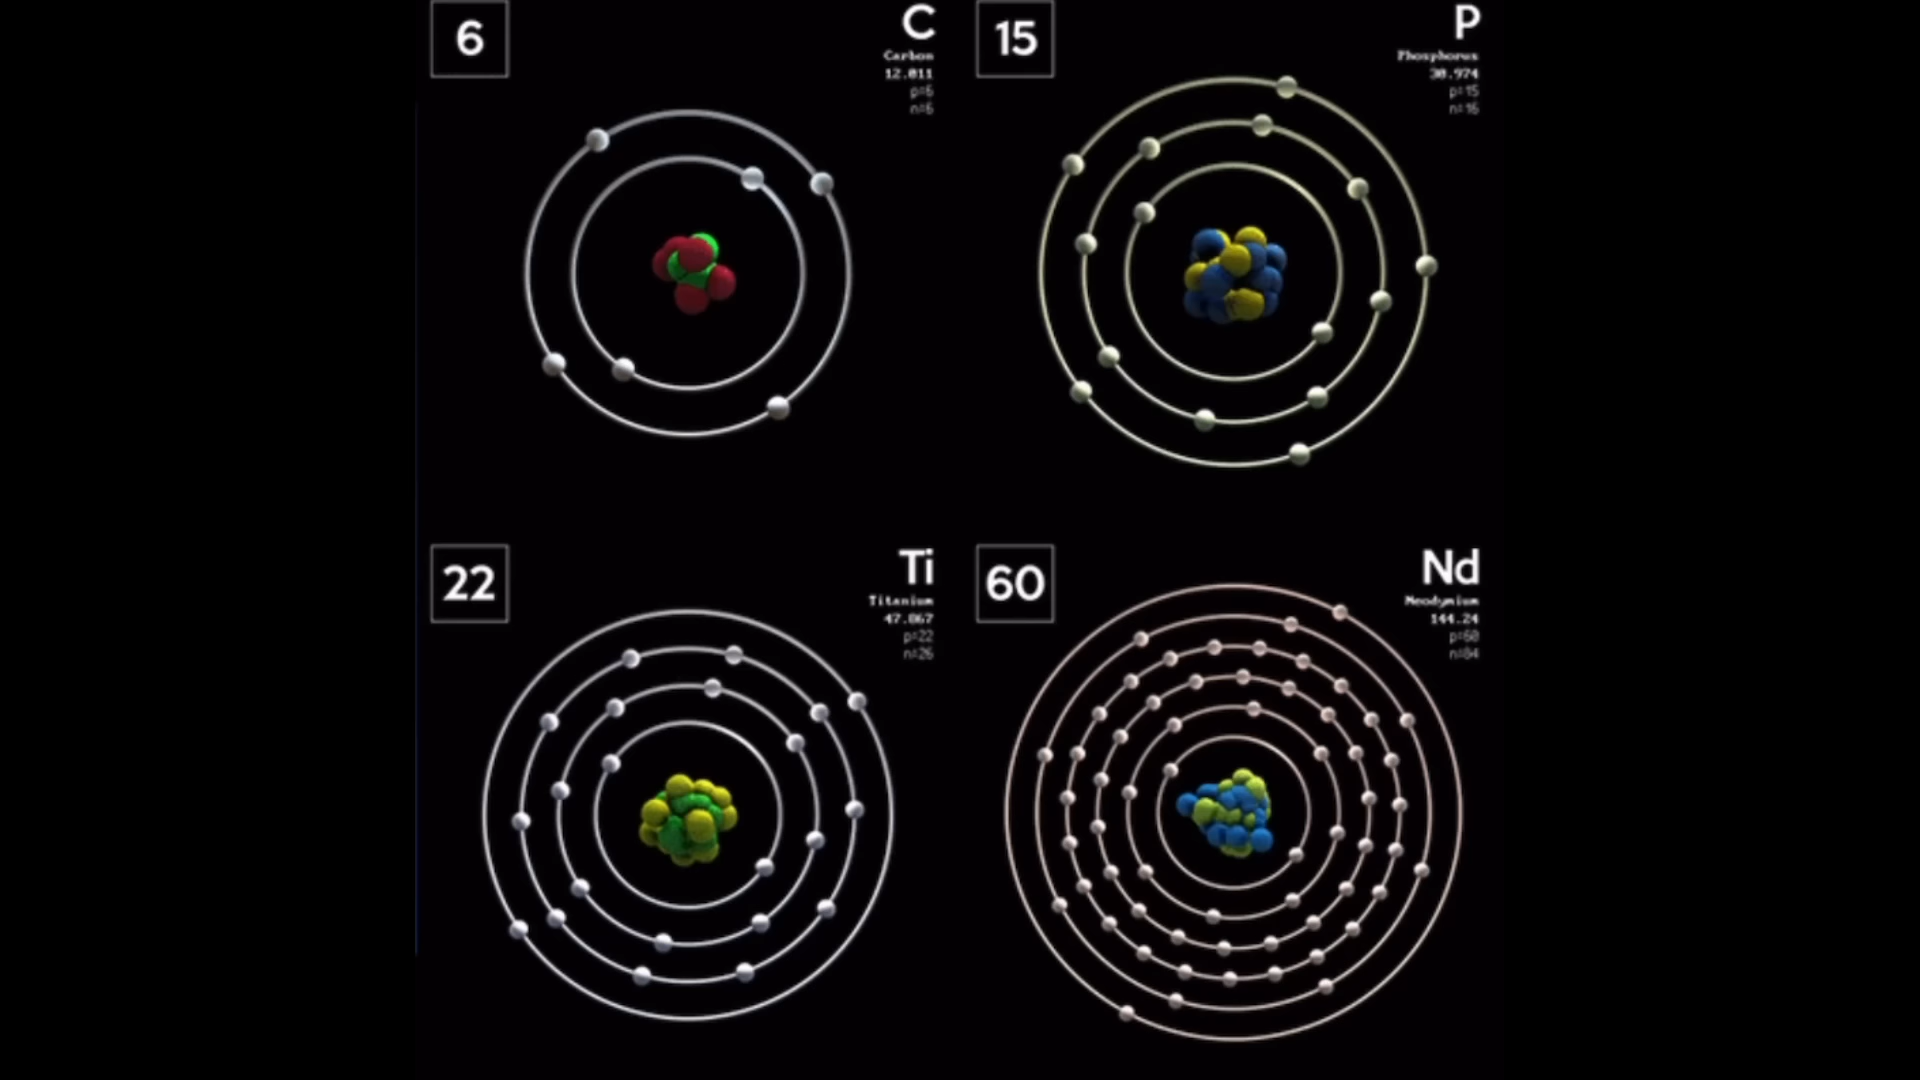 6
C
Carbon
12.011
p=6
n=6
15
P
Phosphorus
30.974
p=15
n=16
22
Ti
Titanium
47.867
p=22
n=26
60
Nd
Neodymium
144.24
p=60
n=84